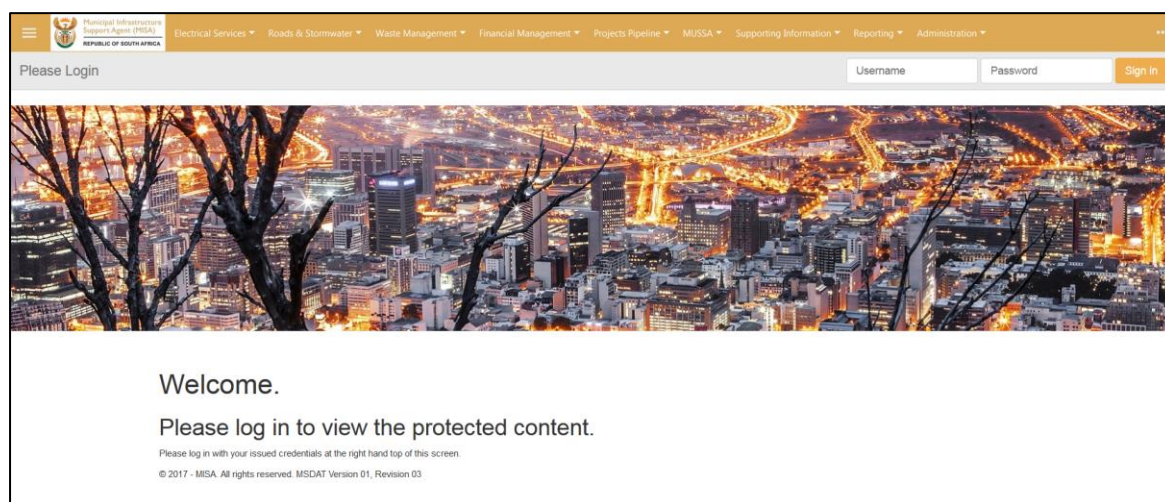 Municipal Infrastructure
Support Agent (MISA)
REPUBLIC OF SOUTH AFRICA
Electrical Services Roads & Stormwater Waste Management Financial Management Projects Pipeline MUSSA Supporting Information Reporting Administration
Please Login Username Password Sign in
Welcome.
Please log in to view the protected content.
Please log in with your issued credentials at the right hand top of this screen.
© 2017 - MISA. All rights reserved. MSDAT Version 01, Revision 03